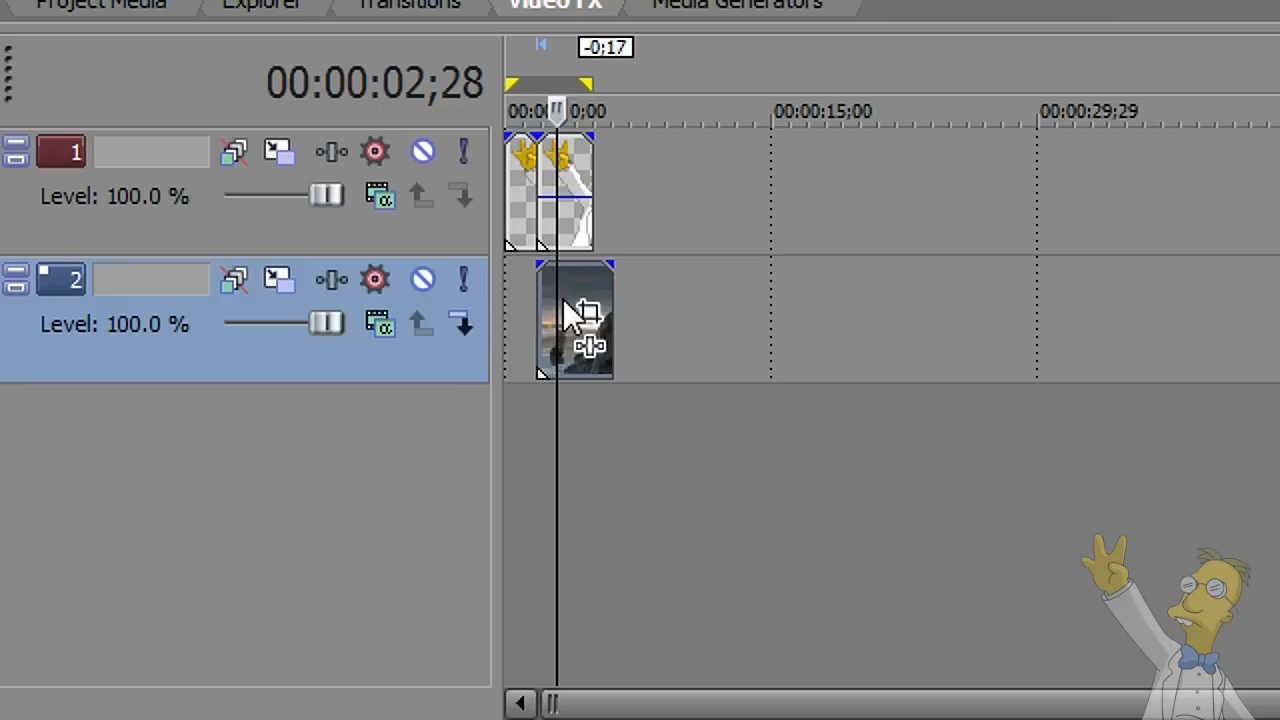 Project Media Explorer Transitions Video FX Media Generators
-0;17
00:00:02;28
00:00:15;00 00:00:29;29
1
Level: 100.0 %
2
Level: 100.0 %